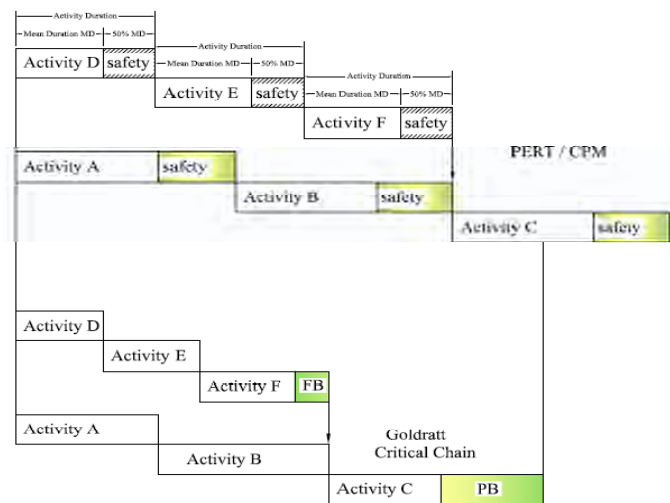 Activity Duration
Mean Duration MD 50% MD
Activity D safety
Activity Duration
Mean Duration MD 50% MD
Activity E safety
Activity Duration
Mean Duration MD 50% MD
Activity F safety
PERT / CPM
Activity A safety
Activity B safety
Activity C safety
Activity D
Activity E
Activity F FB
Activity A
Goldratt
Critical Chain
Activity B
Activity C PB